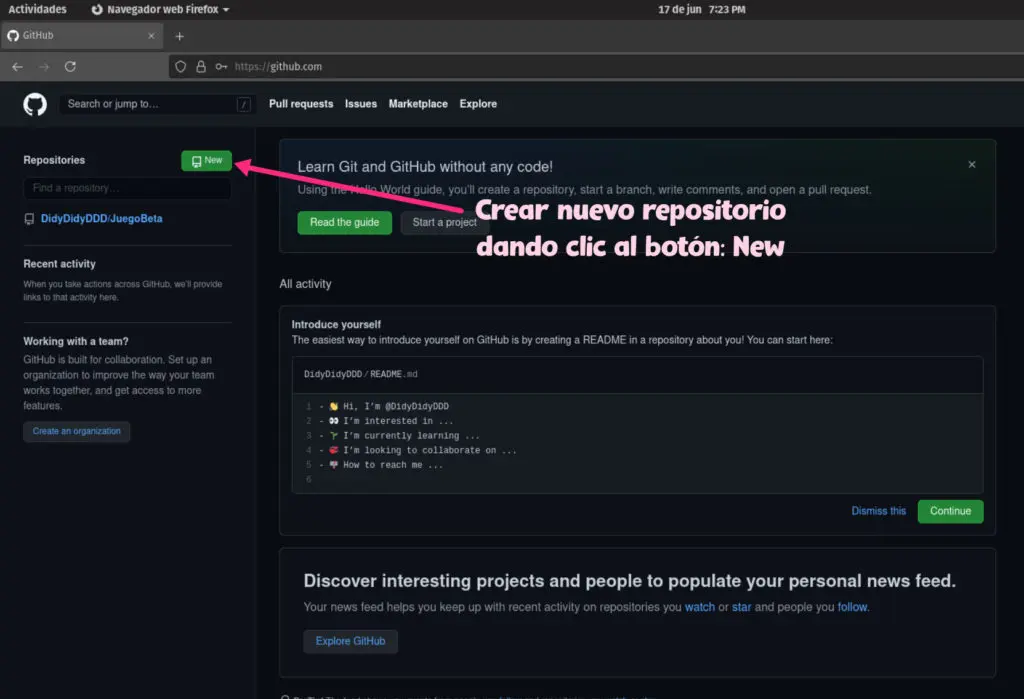 Actividades Navegador web Firefox 17 de jun 7:23 PM
GitHub
https://github.com
Search or jump to... / Pull requests Issues Marketplace Explore
Repositories New
Find a repository...
DidyDidyDDD/JuegoBeta
Recent activity
When you take actions across GitHub, we'll provide
links to that activity here.
Working with a team?
GitHub is built for collaboration. Set up an
organization to improve the way your team
works together, and get access to more
features.
Create an organization
Learn Git and GitHub without any code!
Using the Hello World guide, you'll create a repository, start a branch, write comments, and open a pull request.
Read the guide Start a project
Crear nuevo repositorio
dando clic al botón: New
All activity
Introduce yourself
The easiest way to introduce yourself on GitHub is by creating a README in a repository about you! You can start here:
DidyDidyDDD / README.md
1 - 👋 Hi, I'm @DidyDidyDDD
2 - 👀 I'm interested in ...
3 - 🌱 I'm currently learning ...
4 - 💞️ I'm looking to collaborate on ...
5 - 📫 How to reach me ...
6
Dismiss this Continue
Discover interesting projects and people to populate your personal news feed.
Your news feed helps you keep up with recent activity on repositories you watch or star and people you follow.
Explore GitHub